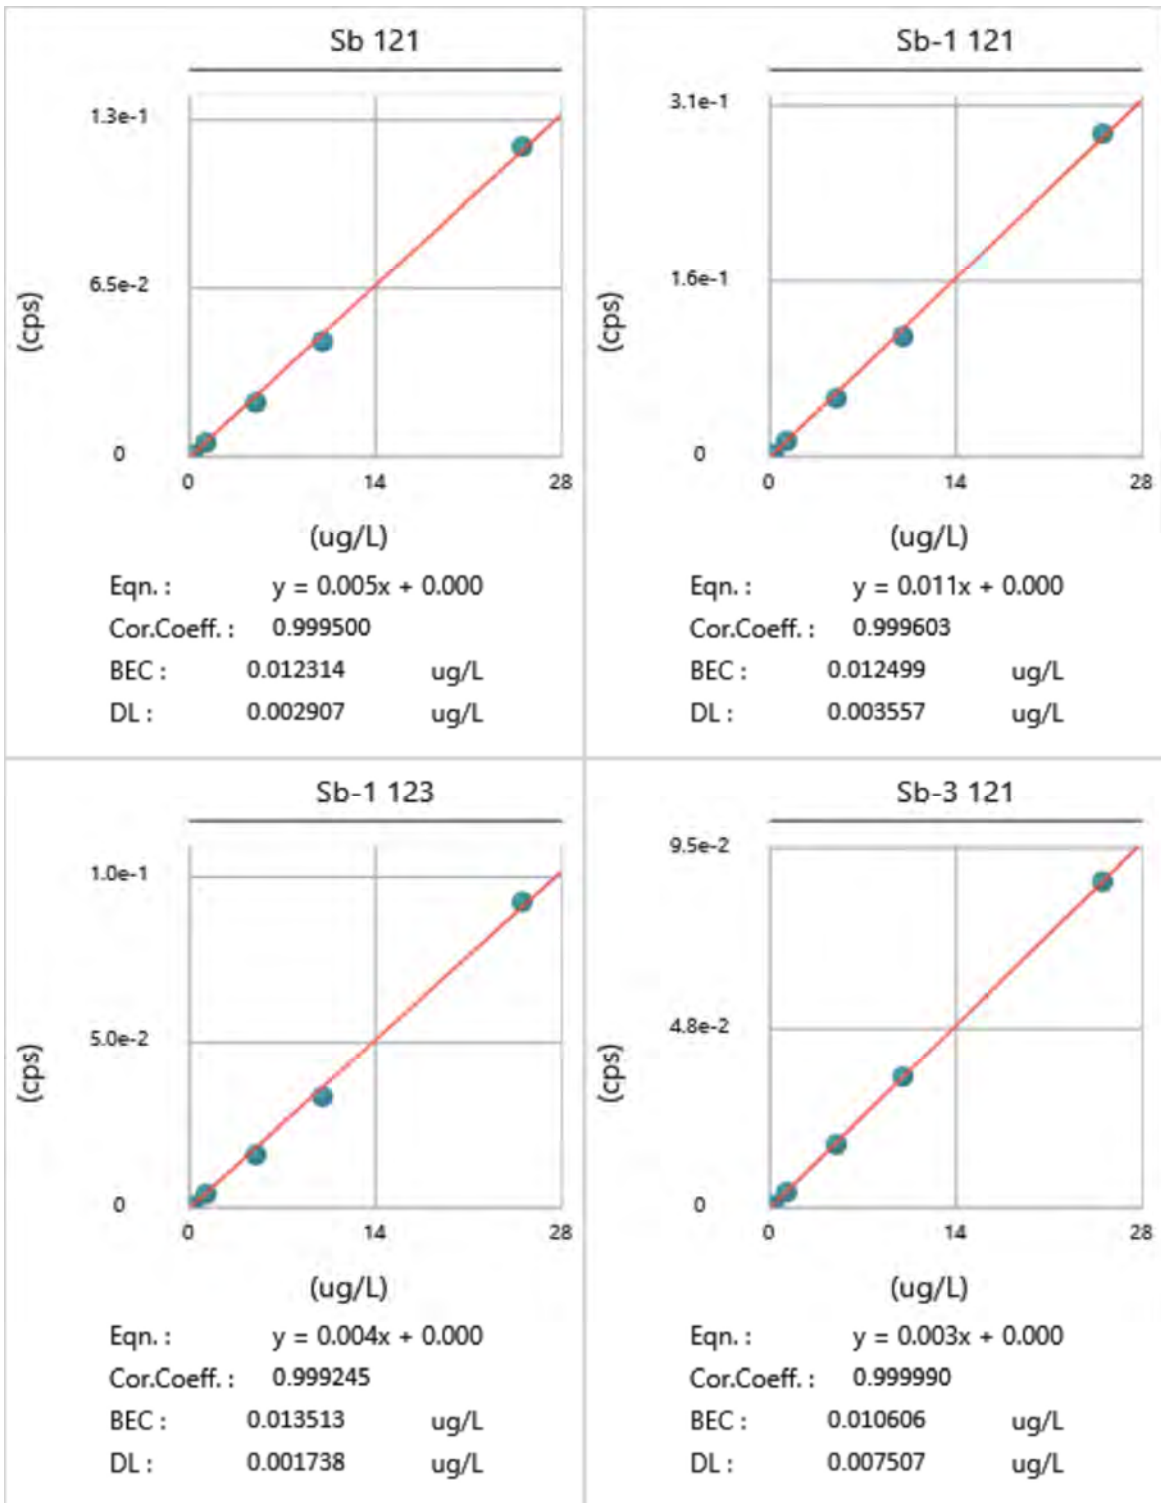 Sb 121
1.3e-1
6.5e-2
0
(cps)
0 14 28
(ug/L)
Eqn. : y = 0.005x + 0.000
Cor.Coeff. : 0.999500
BEC : 0.012314 ug/L
DL : 0.002907 ug/L
Sb-1 121
3.1e-1
1.6e-1
0
(cps)
0 14 28
(ug/L)
Eqn. : y = 0.011x + 0.000
Cor.Coeff. : 0.999603
BEC : 0.012499 ug/L
DL : 0.003557 ug/L
Sb-1 123
1.0e-1
5.0e-2
0
(cps)
0 14 28
(ug/L)
Eqn. : y = 0.004x + 0.000
Cor.Coeff. : 0.999245
BEC : 0.013513 ug/L
DL : 0.001738 ug/L
Sb-3 121
9.5e-2
4.8e-2
0
(cps)
0 14 28
(ug/L)
Eqn. : y = 0.003x + 0.000
Cor.Coeff. : 0.999990
BEC : 0.010606 ug/L
DL : 0.007507 ug/L